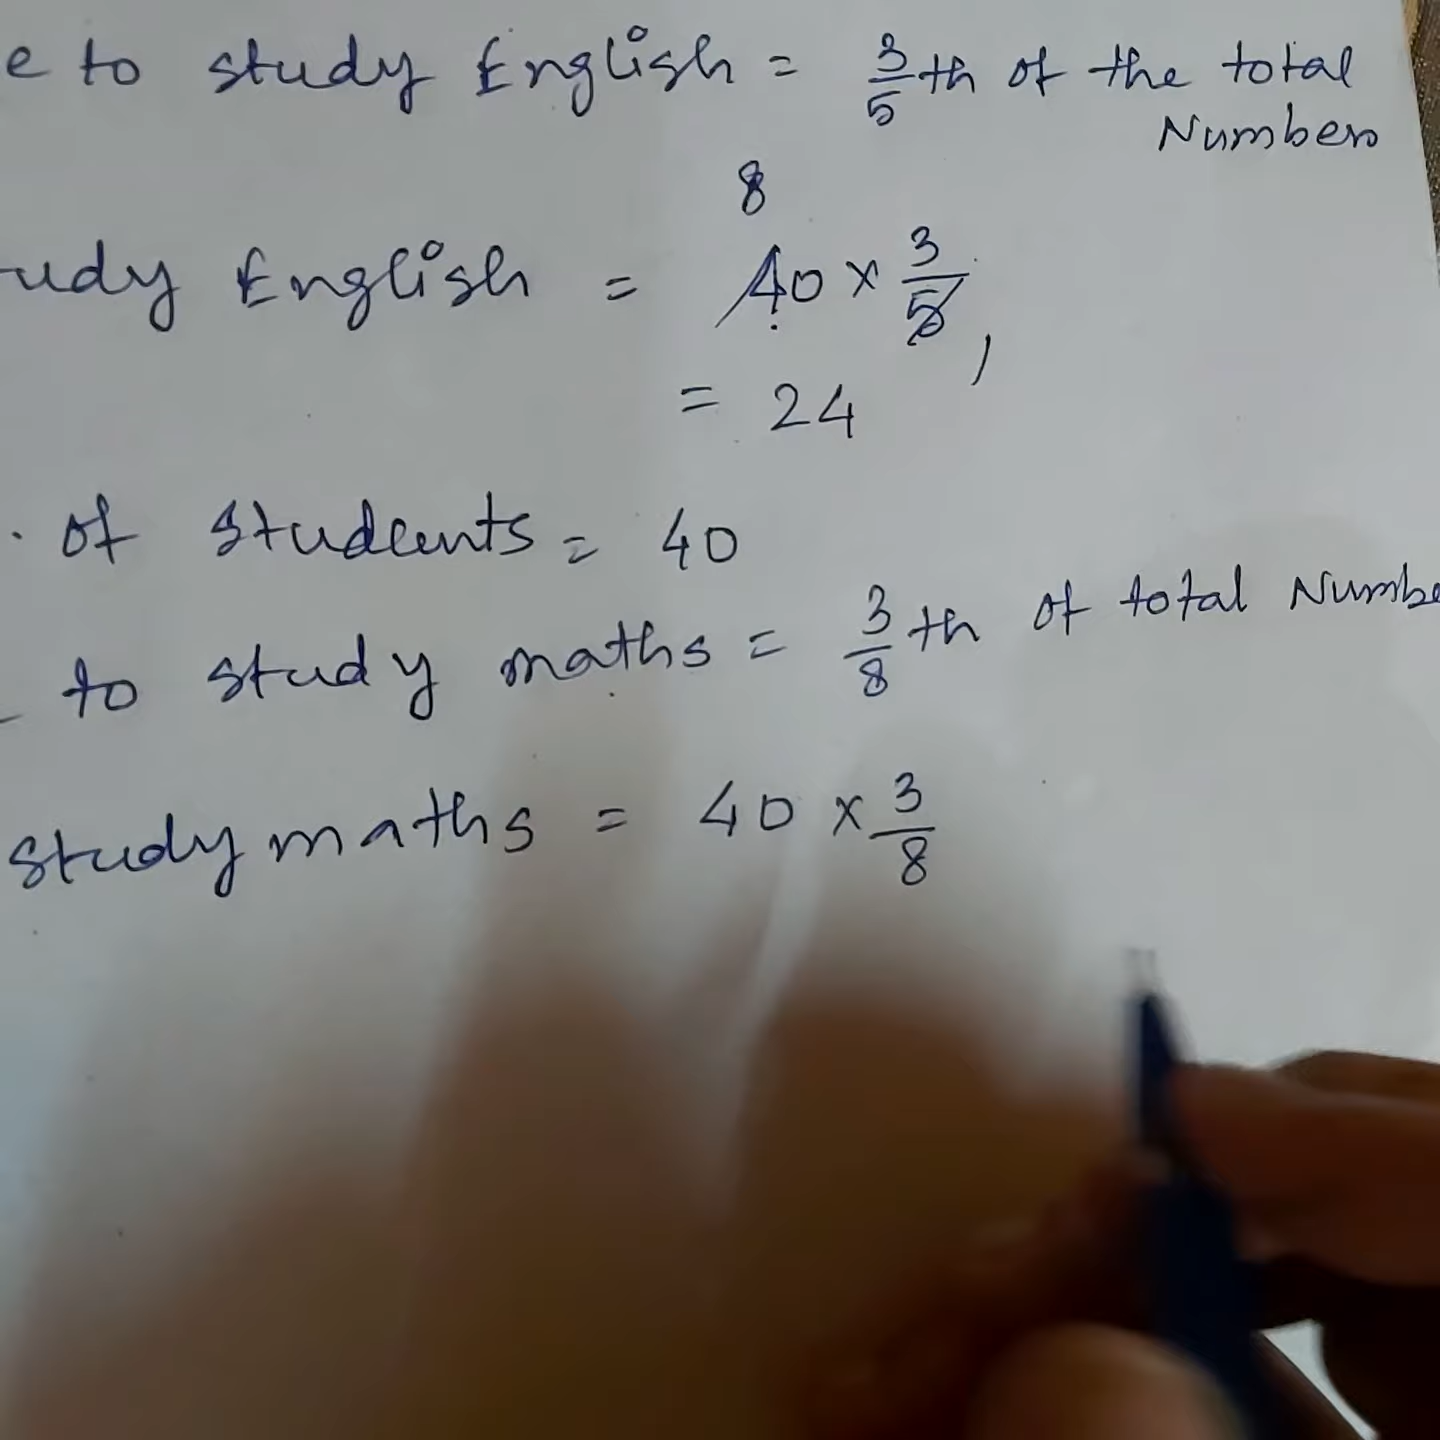 e to study English = 3/5 th of the total
Number
8
udy English = 40 × 3/5,
= 24
. of students = 40
to study maths = 3/8 th of total Numbe
study maths = 40 × 3/8